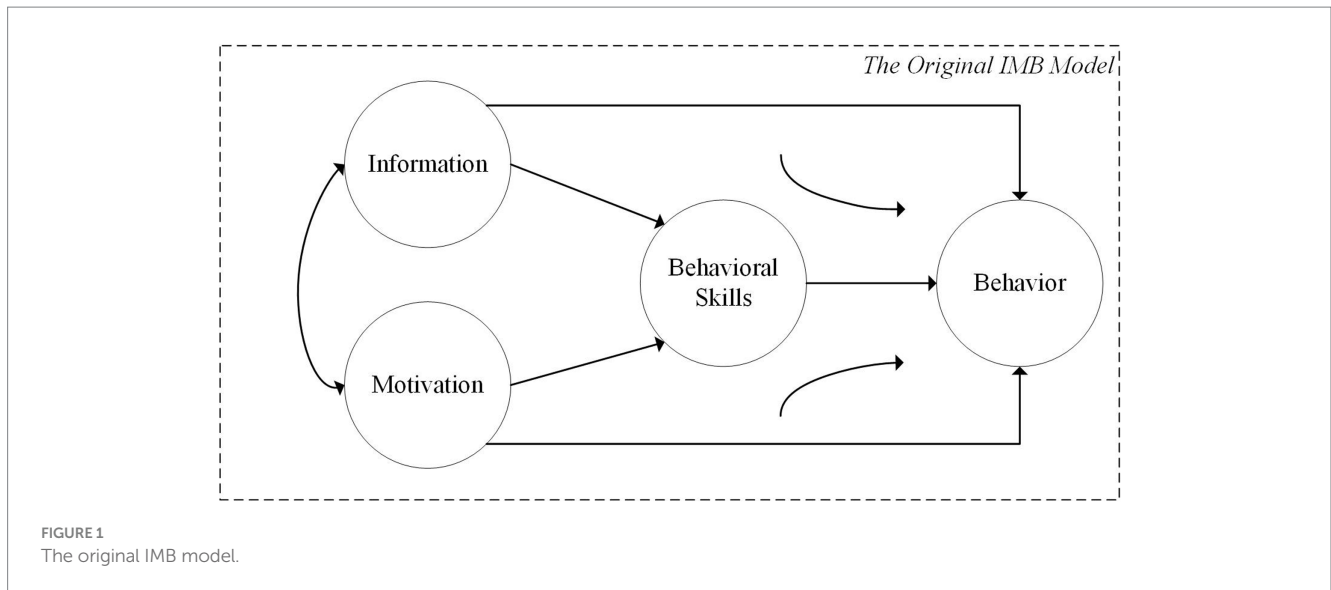 The Original IMB Model
Information
Behavioral
Skills
Behavior
Motivation
FIGURE 1
The original IMB model.